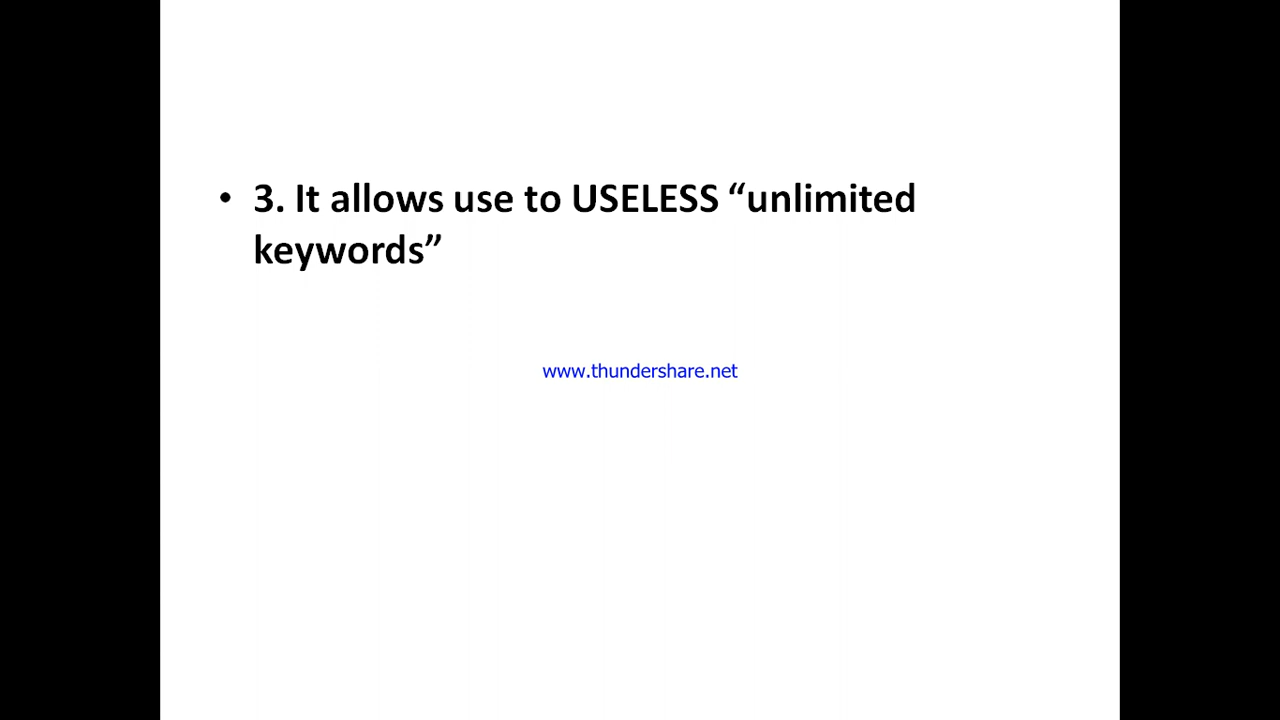 • 3. It allows use to USELESS “unlimited
keywords”
www.thundershare.net